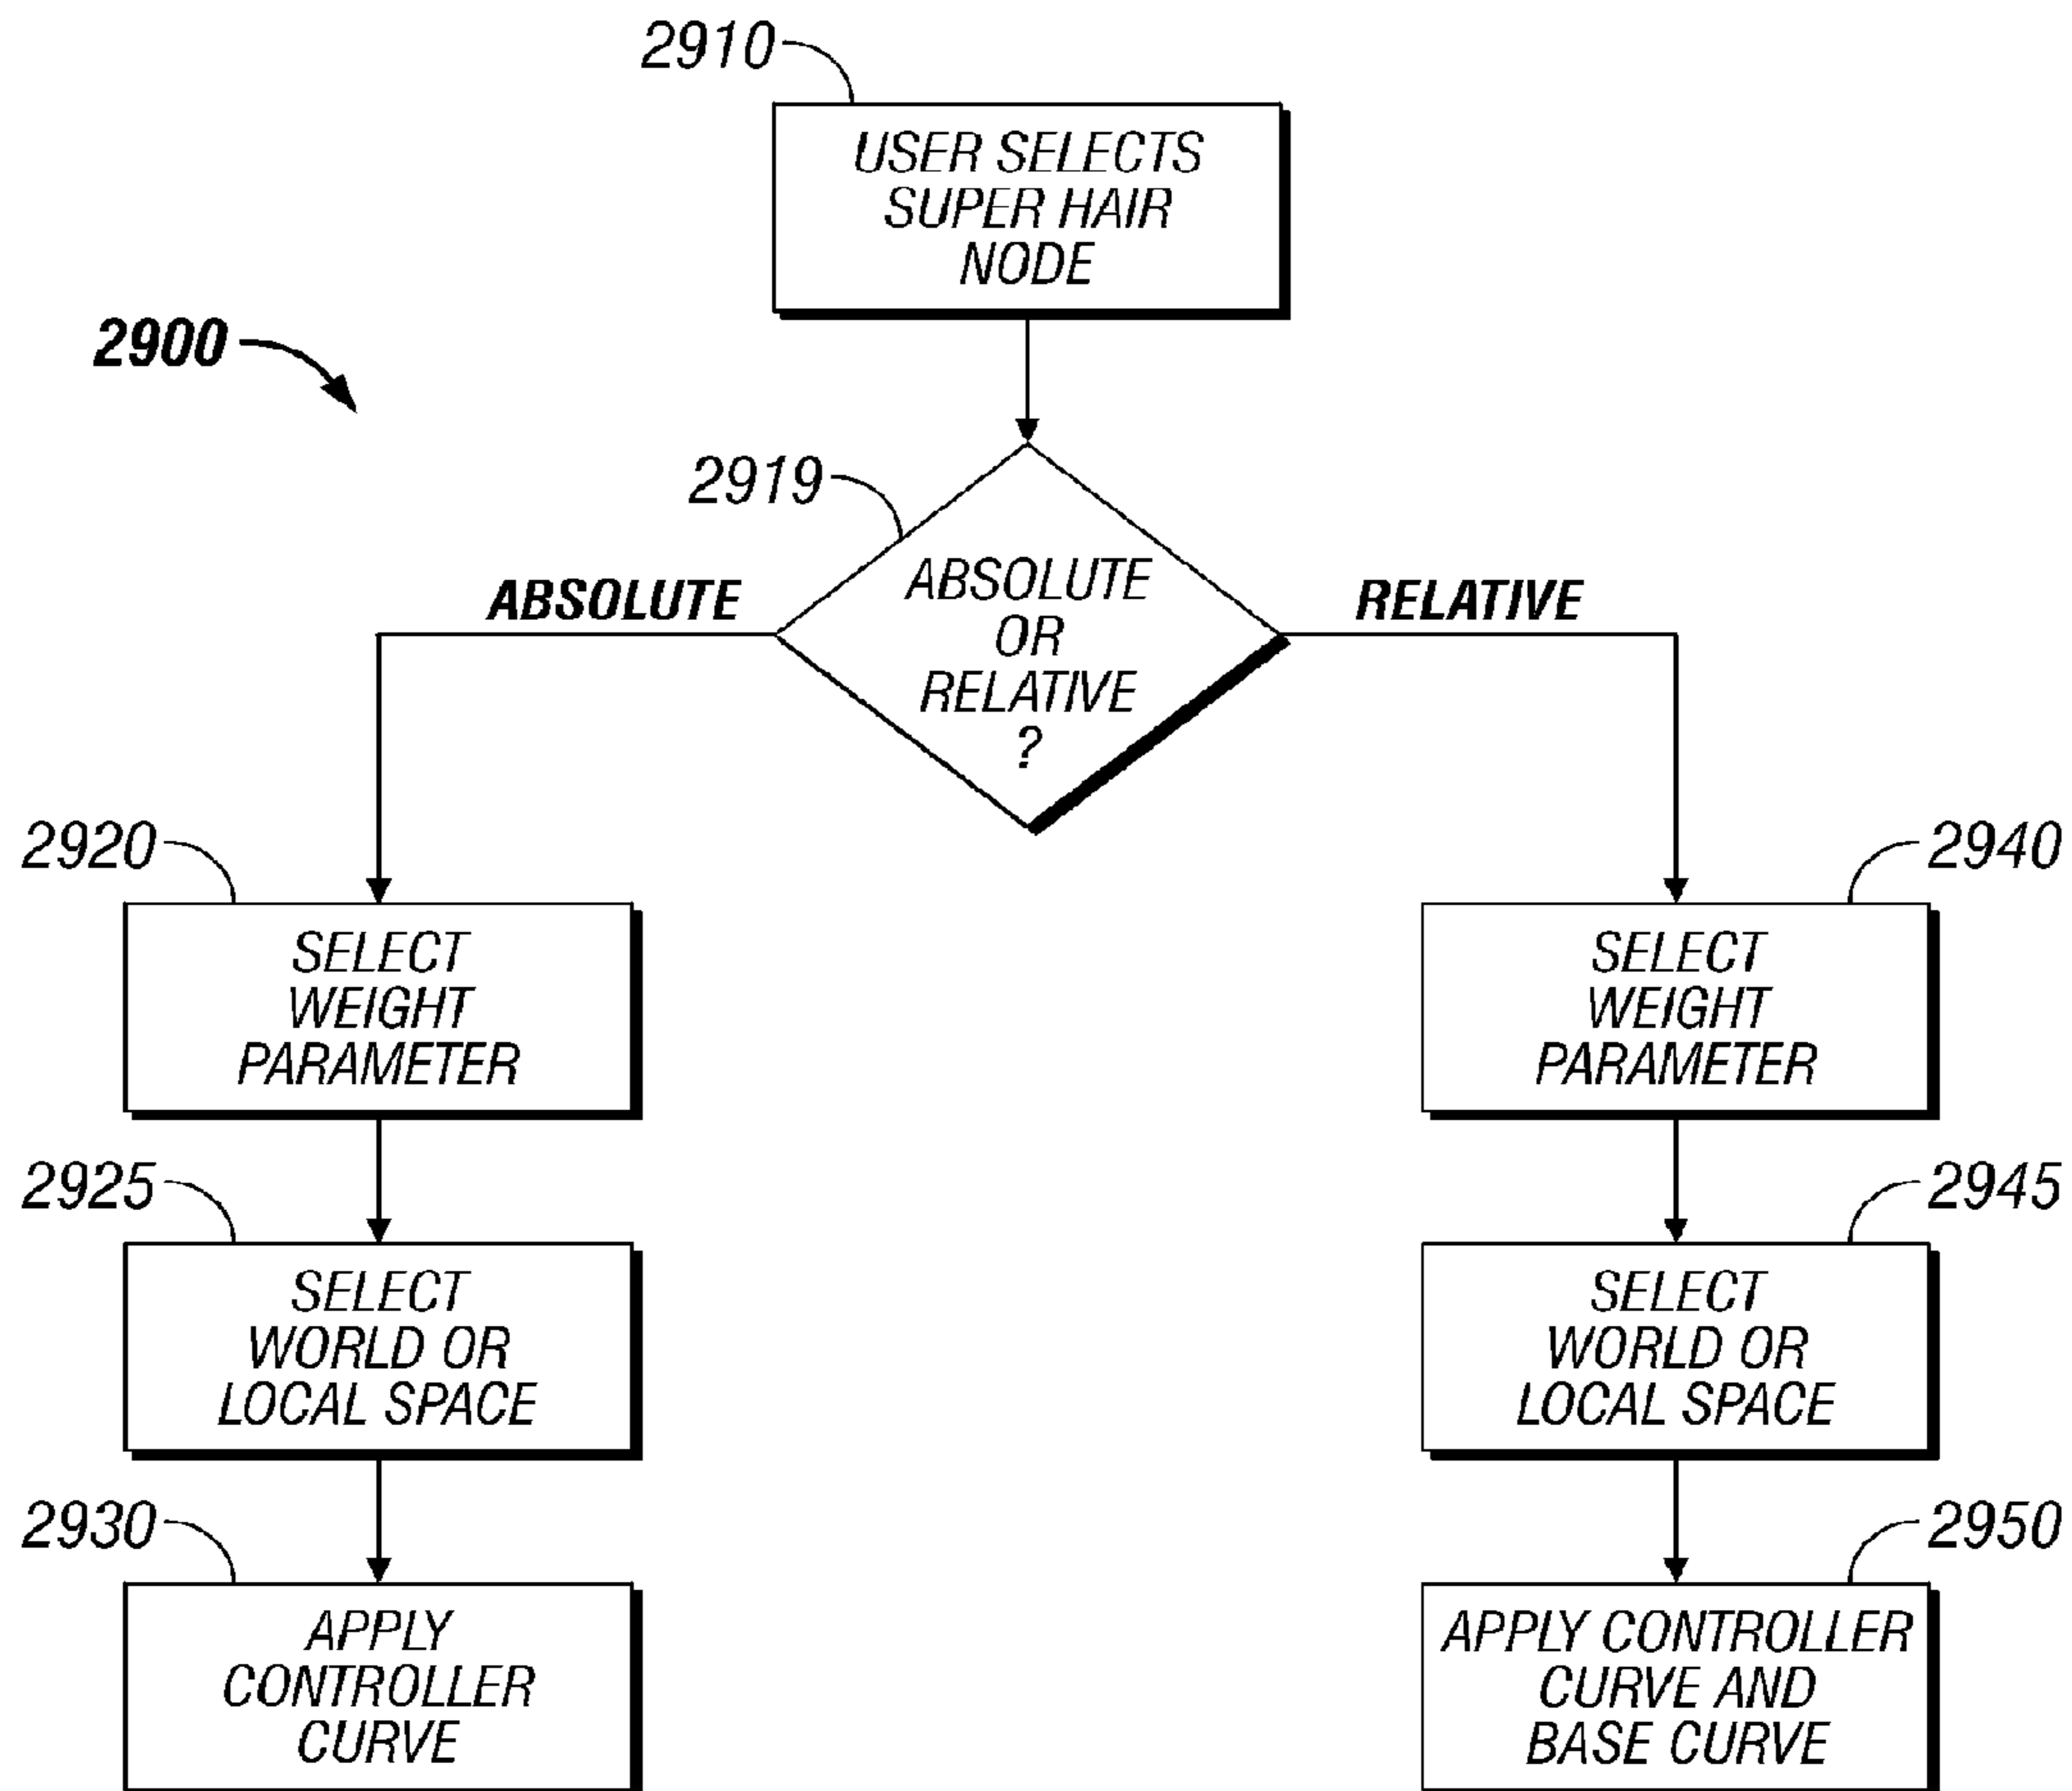 2910
USER SELECTS
SUPER HAIR
NODE
2900
2919
ABSOLUTE
OR
RELATIVE
?
ABSOLUTE
RELATIVE
2920
SELECT
WEIGHT
PARAMETER
2940
SELECT
WEIGHT
PARAMETER
2925
SELECT
WORLD OR
LOCAL SPACE
2945
SELECT
WORLD OR
LOCAL SPACE
2930
APPLY
CONTROLLER
CURVE
2950
APPLY CONTROLLER
CURVE AND
BASE CURVE